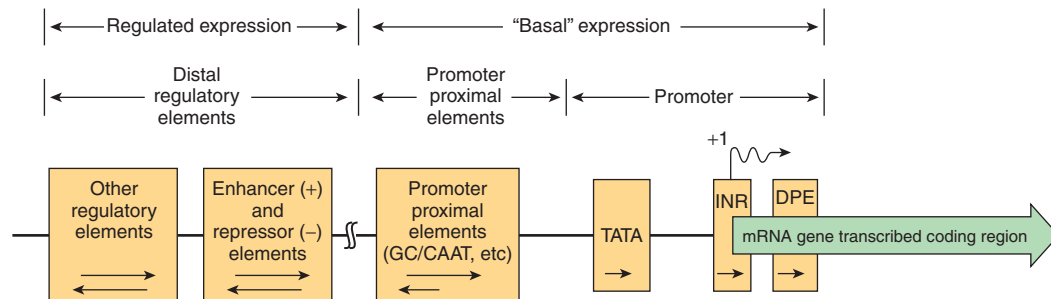 Regulated expression
“Basal” expression
Distal
regulatory
elements
Promoter
proximal
elements
Promoter
+1
Other
regulatory
elements
Enhancer (+)
and
repressor (−)
elements
Promoter
proximal
elements
(GC/CAAT, etc)
TATA
INR
DPE
mRNA gene transcribed coding region